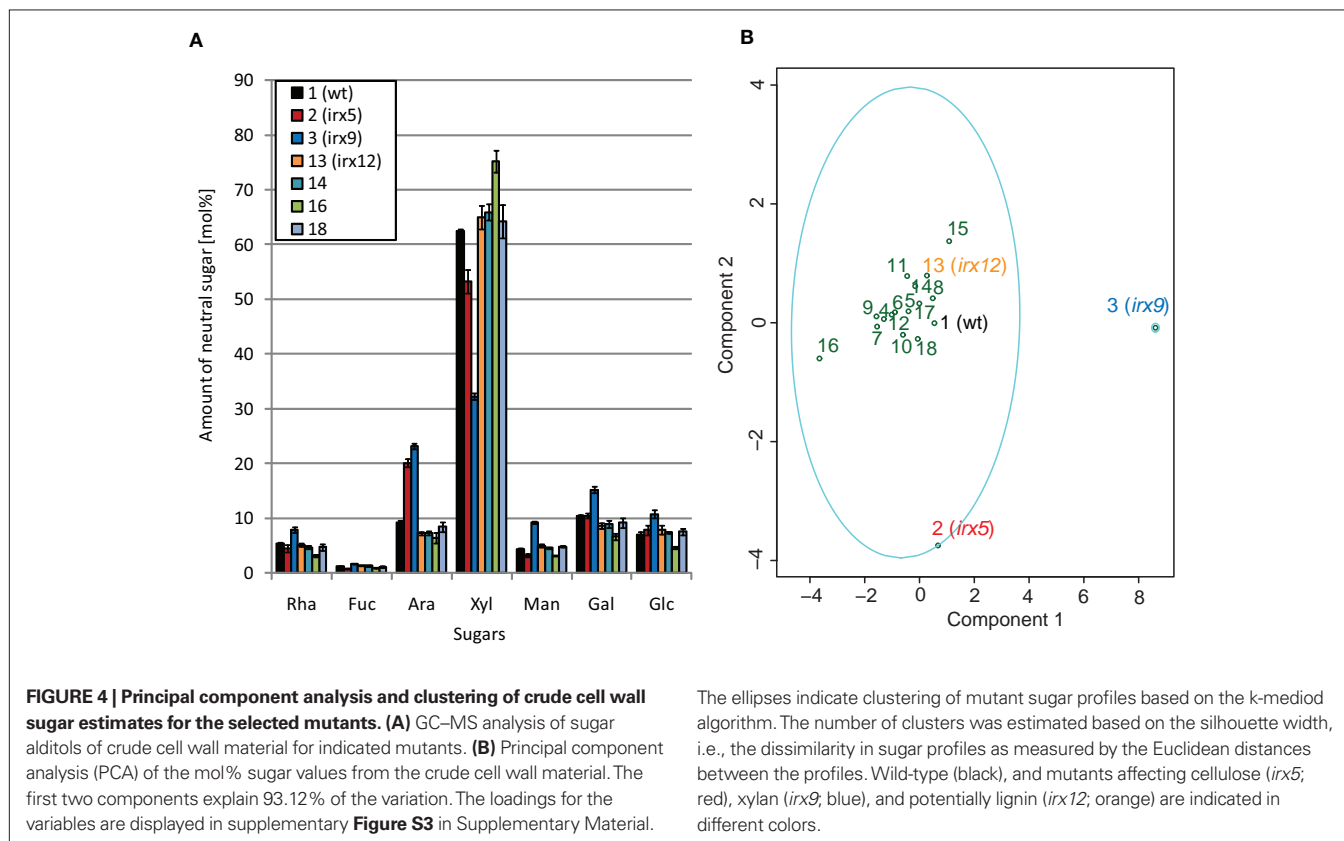 A
90
80
70
60
50
40
30
20
10
0
Amount of neutral sugar [mol%]
1 (wt)
2 (irx5)
3 (irx9)
13 (irx12)
14
16
18
Rha Fuc Ara Xyl Man Gal Glc
Sugars
B
4
2
0
−2
−4
Component 2
15
11
13 (irx12)
14 8
9 4 6 5
17
1 (wt)
12
7
10 18
16
3 (irx9)
2 (irx5)
−4 −2 0 2 4 6 8
Component 1
FIGURE 4 | Principal component analysis and clustering of crude cell wall
sugar estimates for the selected mutants. (A) GC–MS analysis of sugar
alditols of crude cell wall material for indicated mutants. (B) Principal component
analysis (PCA) of the mol% sugar values from the crude cell wall material. The
first two components explain 93.12% of the variation. The loadings for the
variables are displayed in supplementary Figure S3 in Supplementary Material.
The ellipses indicate clustering of mutant sugar profiles based on the k-mediod
algorithm. The number of clusters was estimated based on the silhouette width,
i.e., the dissimilarity in sugar profiles as measured by the Euclidean distances
between the profiles. Wild-type (black), and mutants affecting cellulose (irx5;
red), xylan (irx9; blue), and potentially lignin (irx12; orange) are indicated in
different colors.